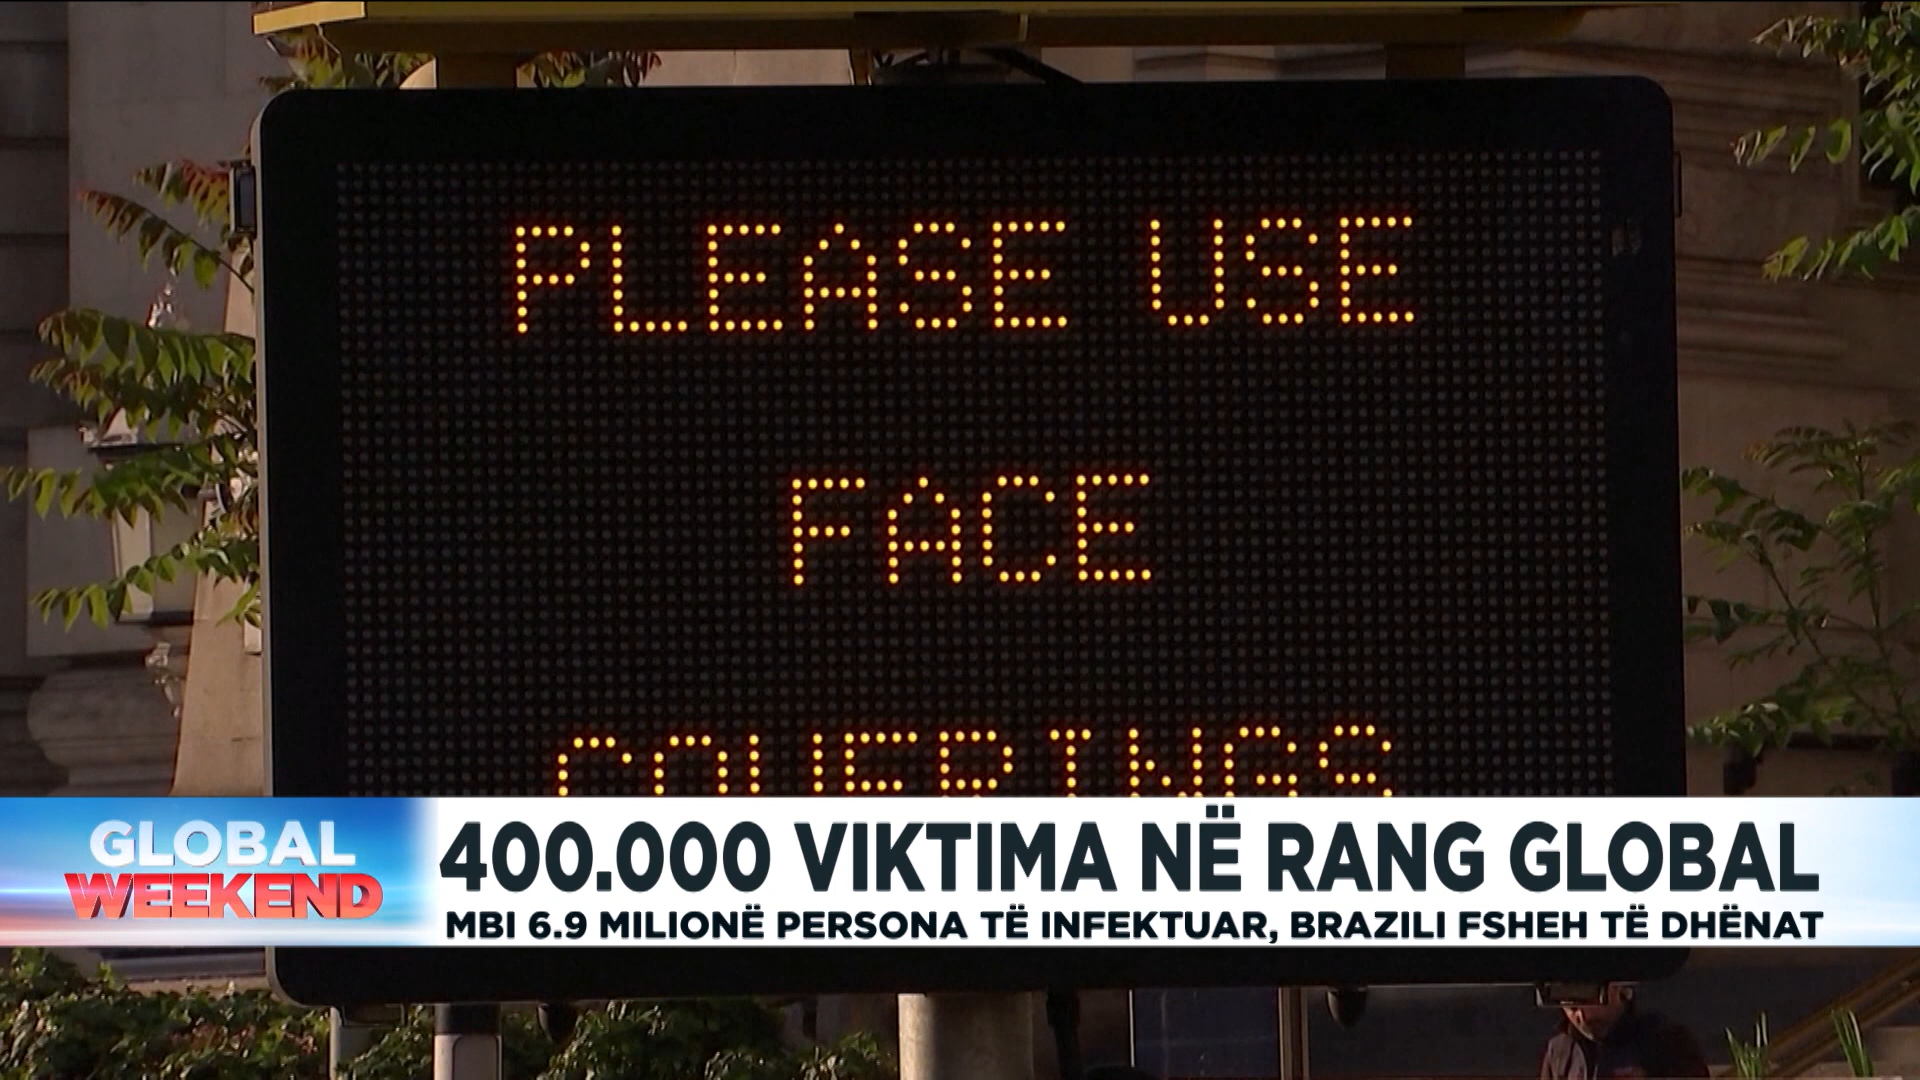 PLEASE USE
FACE
COVERINGS
GLOBAL
WEEKEND
400.000 VIKTIMA NË RANG GLOBAL
MBI 6.9 MILIONË PERSONA TË INFEKTUAR, BRAZILI FSHEH TË DHËNAT